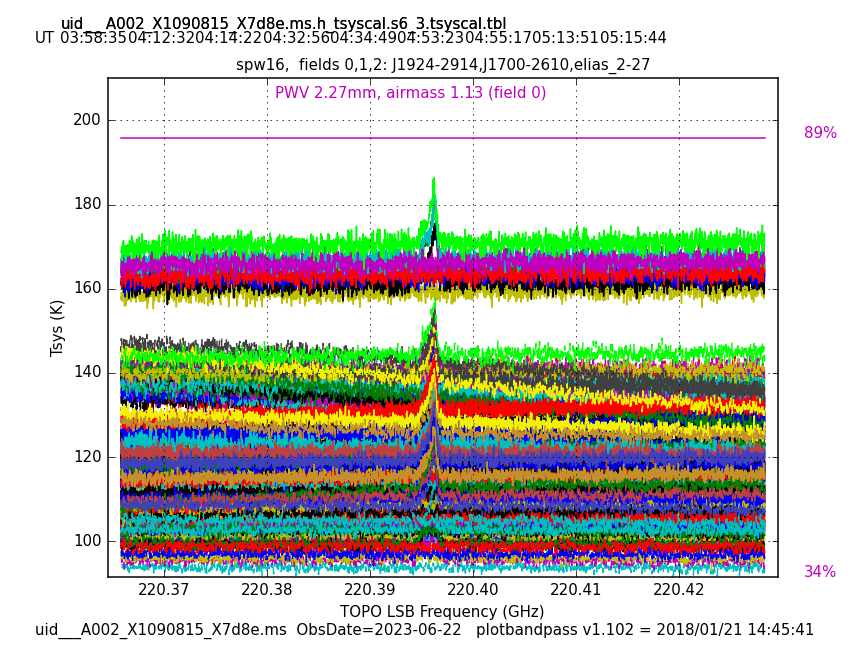 uid___A002_X1090815_X7d8e.ms.h_tsyscal.s6_3.tsyscal.tbl
UT 03:58:35 04:12:32 04:14:22 04:32:56 04:34:49 04:53:23 04:55:17 05:13:51 05:15:44
spw16,  fields 0,1,2: J1924-2914,J1700-2610,elias_2-27
PWV 2.27mm, airmass 1.13 (field 0)
200
89%
180
160
Tsys (K)
140
120
100
34%
220.37 220.38 220.39 220.40 220.41 220.42
TOPO LSB Frequency (GHz)
uid___A002_X1090815_X7d8e.ms  ObsDate=2023-06-22   plotbandpass v1.102 = 2018/01/21 14:45:41